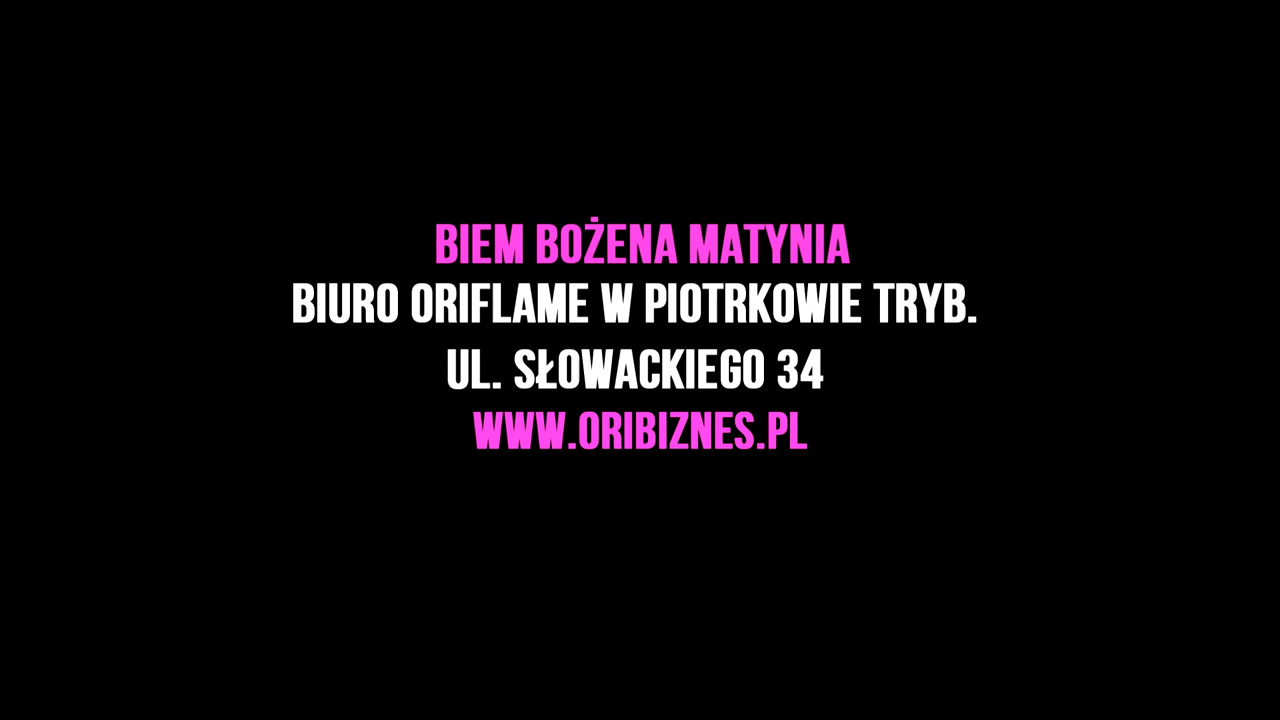 BIEM BOŻENA MATYNIA
BIURO ORIFLAME W PIOTRKOWIE TRYB.
UL. SŁOWACKIEGO 34
WWW.ORIBIZNES.PL